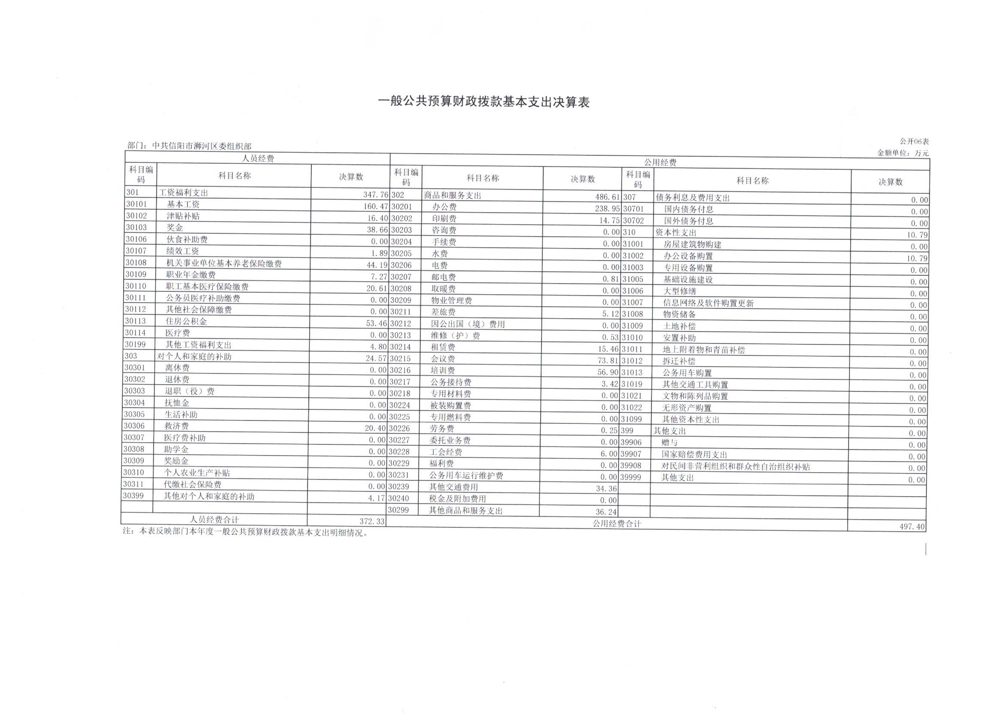 一般公共预算财政拨款基本支出决算表
公开06表
部门：中共信阳市浉河区委组织部 金额单位：万元
人员经费 公用经费
科目编码 科目名称 决算数 科目编码 科目名称 决算数 科目编码 科目名称 决算数
301 工资福利支出 347.76 302 商品和服务支出 486.61 307 债务利息及费用支出 0.00
30101 基本工资 160.47 30201 办公费 238.95 30701 国内债务付息 0.00
30102 津贴补贴 16.40 30202 印刷费 14.75 30702 国外债务付息 0.00
30103 奖金 38.66 30203 咨询费 0.00 310 资本性支出 10.79
30106 伙食补助费 0.00 30204 手续费 0.00 31001 房屋建筑物购建 0.00
30107 绩效工资 1.89 30205 水费 0.00 31002 办公设备购置 10.79
30108 机关事业单位基本养老保险缴费 44.19 30206 电费 0.00 31003 专用设备购置 0.00
30109 职业年金缴费 7.27 30207 邮电费 0.81 31005 基础设施建设 0.00
30110 职工基本医疗保险缴费 20.61 30208 取暖费 0.00 31006 大型修缮 0.00
30111 公务员医疗补助缴费 0.00 30209 物业管理费 0.00 31007 信息网络及软件购置更新 0.00
30112 其他社会保障缴费 0.00 30211 差旅费 5.12 31008 物资储备 0.00
30113 住房公积金 53.46 30212 因公出国（境）费用 0.00 31009 土地补偿 0.00
30114 医疗费 0.00 30213 维修（护）费 0.53 31010 安置补助 0.00
30199 其他工资福利支出 4.80 30214 租赁费 15.46 31011 地上附着物和青苗补偿 0.00
303 对个人和家庭的补助 24.57 30215 会议费 73.81 31012 拆迁补偿 0.00
30301 离休费 0.00 30216 培训费 56.90 31013 公务用车购置 0.00
30302 退休费 0.00 30217 公务接待费 3.42 31019 其他交通工具购置 0.00
30303 退职（役）费 0.00 30218 专用材料费 0.00 31021 文物和陈列品购置 0.00
30304 抚恤金 0.00 30224 被装购置费 0.00 31022 无形资产购置 0.00
30305 生活补助 0.00 30225 专用燃料费 0.00 31099 其他资本性支出 0.00
30306 救济费 20.40 30226 劳务费 0.25 399 其他支出 0.00
30307 医疗费补助 0.00 30227 委托业务费 0.00 39906 赠与 0.00
30308 助学金 0.00 30228 工会经费 6.00 39907 国家赔偿费用支出 0.00
30309 奖励金 0.00 30229 福利费 0.00 39908 对民间非营利组织和群众性自治组织补贴 0.00
30310 个人农业生产补贴 0.00 30231 公务用车运行维护费 0.00 39999 其他支出 0.00
30311 代缴社会保险费 0.00 30239 其他交通费用 34.36
30399 其他对个人和家庭的补助 4.17 30240 税金及附加费用 0.00
30299 其他商品和服务支出 36.24
人员经费合计 372.33 公用经费合计 497.40
注：本表反映部门本年度一般公共预算财政拨款基本支出明细情况。